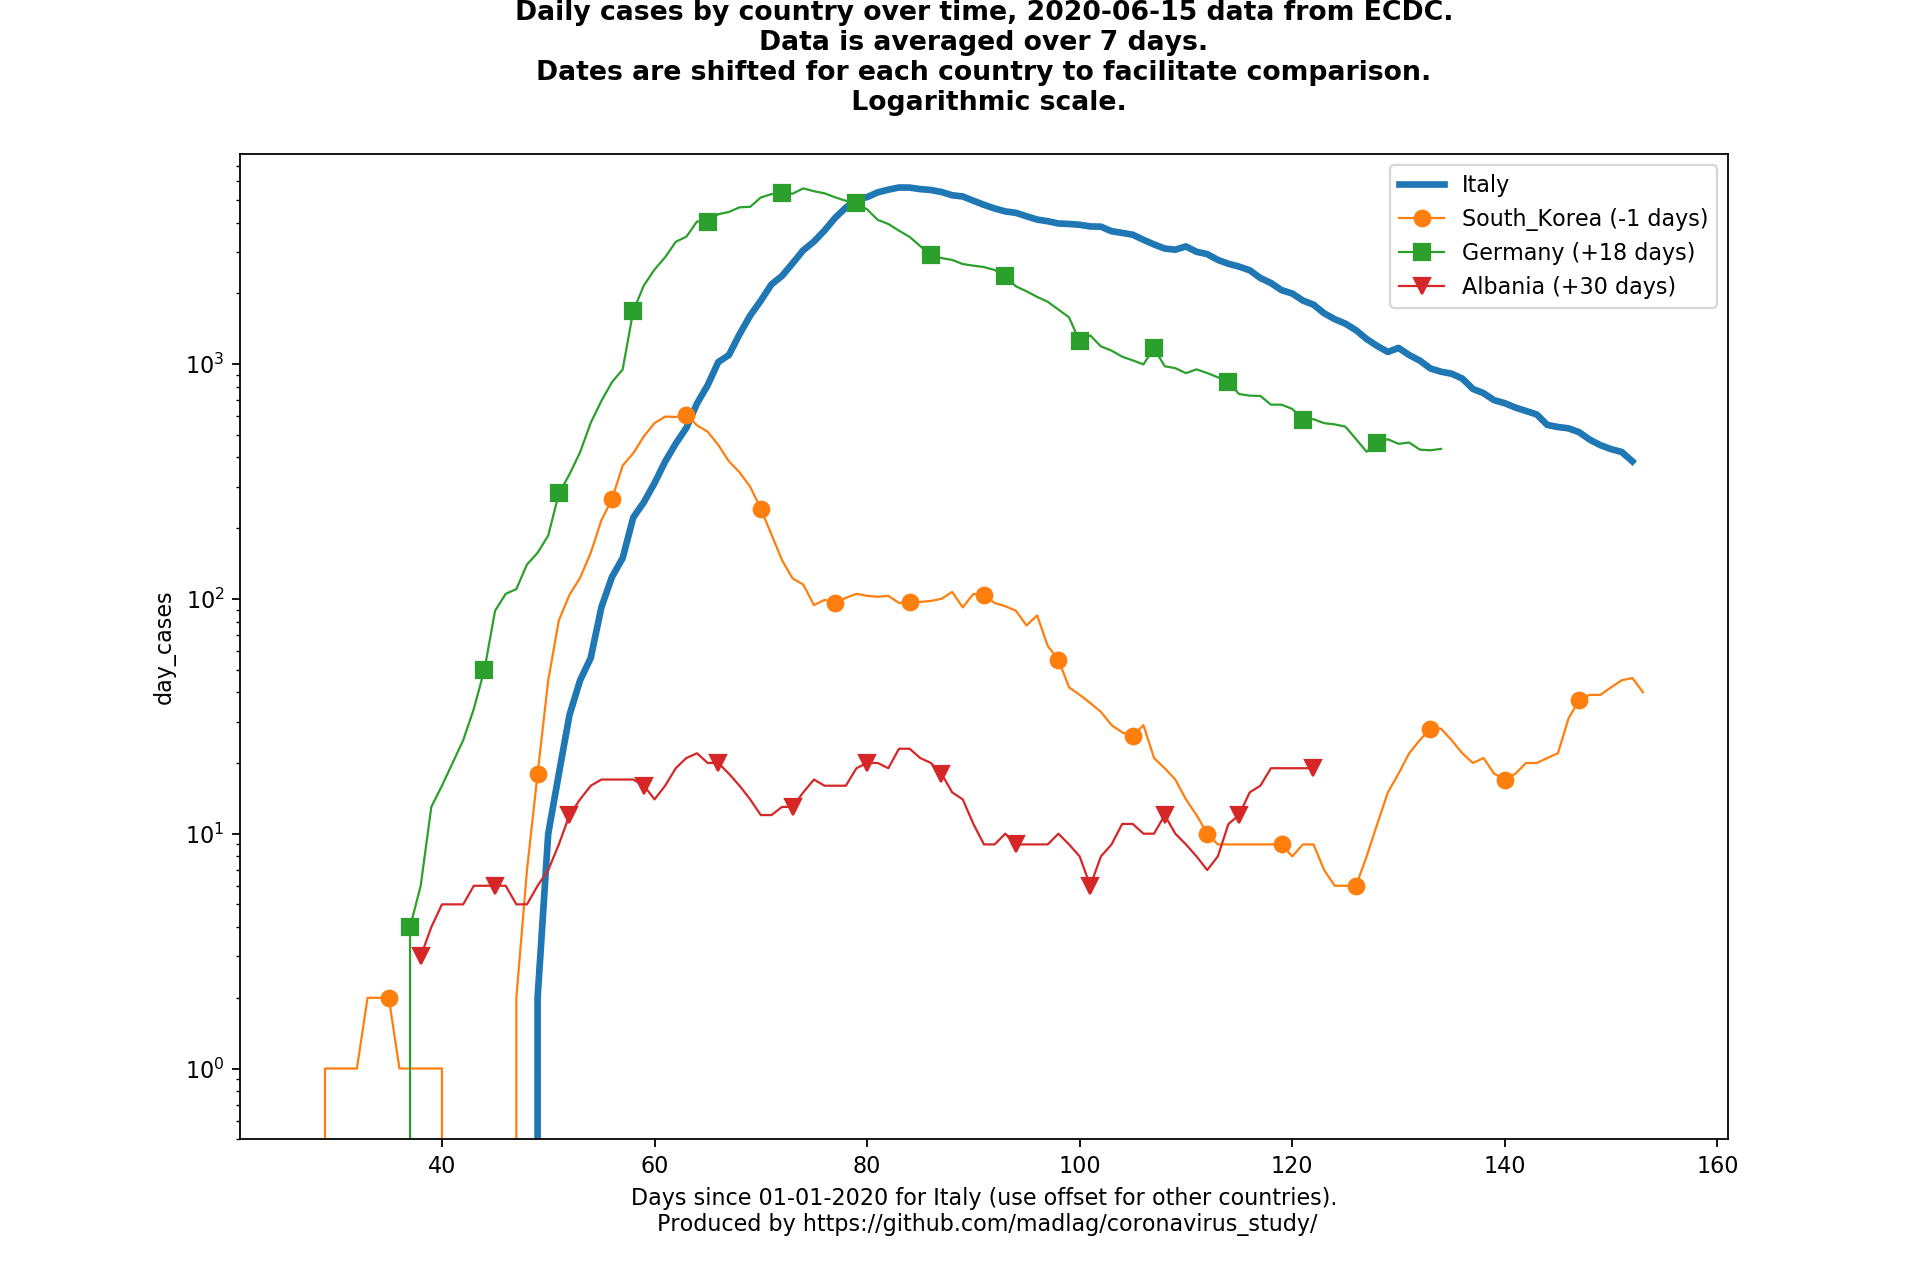 Daily cases by country over time, 2020-06-15 data from ECDC.
Data is averaged over 7 days.
Dates are shifted for each country to facilitate comparison.
Logarithmic scale.
Italy
South_Korea (-1 days)
Germany (+18 days)
Albania (+30 days)
day_cases
10³
10²
10¹
10⁰
40 60 80 100 120 140 160
Days since 01-01-2020 for Italy (use offset for other countries).
Produced by https://github.com/madlag/coronavirus_study/